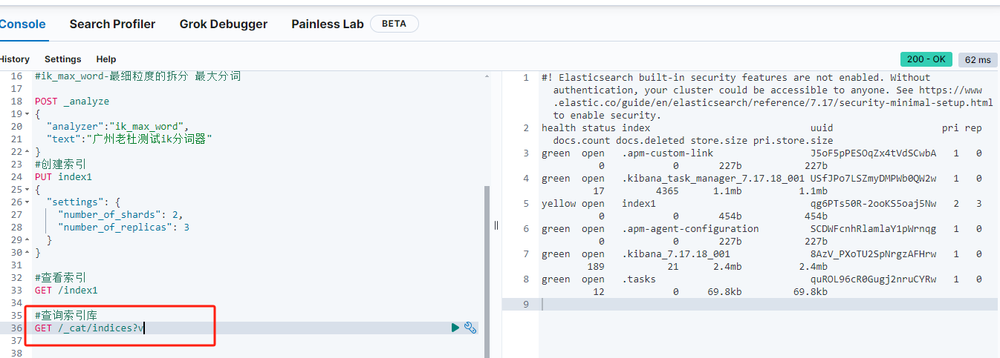 Console Search Profiler Grok Debugger Painless Lab BETA
History Settings Help 200 - OK 62 ms
16 #ik_max_word-最细粒度的拆分 最大分词
17
18 POST _analyze
19 {
20 "analyzer":"ik_max_word",
21 "text":"广州老杜测试ik分词器"
22 }
23 #创建索引
24 PUT index1
25 {
26 "settings": {
27 "number_of_shards": 2,
28 "number_of_replicas": 3
29 }
30 }
31
32 #查看索引
33 GET /index1
34
35 #查询索引库
36 GET /_cat/indices?v
37
38
1 #! Elasticsearch built-in security features are not enabled. Without
authentication, your cluster could be accessible to anyone. See https://www
.elastic.co/guide/en/elasticsearch/reference/7.17/security-minimal-setup.html
to enable security.
2 health status index uuid pri rep
docs.count docs.deleted store.size pri.store.size
3 green open .apm-custom-link J5oF5pPESOqZx4tVdSCwbA 1 0
0 0 227b 227b
4 green open .kibana_task_manager_7.17.18_001 USfJPo7LSZmyDMPWb0QW2w 1 0
17 4365 1.1mb 1.1mb
5 yellow open index1 qg6PTs50R-2ooKS5oaj5Nw 2 3
0 0 454b 454b
6 green open .apm-agent-configuration SCDWFcnhRlamlaY1pWrnqg 1 0
0 0 227b 227b
7 green open .kibana_7.17.18_001 8AzV_PXoTU2SpNrgzAFHrw 1 0
189 21 2.4mb 2.4mb
8 green open .tasks quROL96cR0Gugj2nruCYRw 1 0
12 0 69.8kb 69.8kb
9